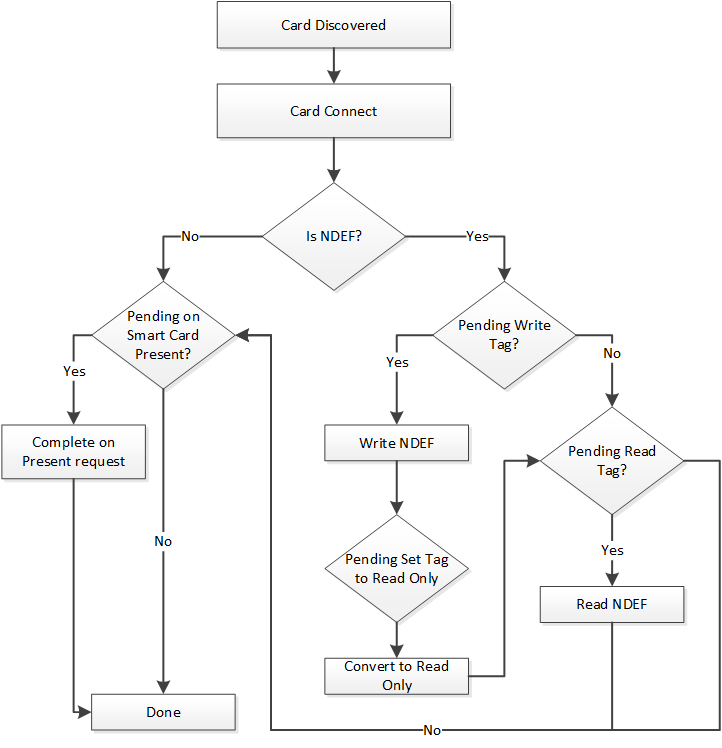 Card Discovered
Card Connect
Is NDEF?
No
Yes
Pending on
Smart Card
Present?
Pending Write
Tag?
Yes
No
Yes
Complete on
Present request
Write NDEF
Pending Read
Tag?
No
Yes
Pending Set Tag
to Read Only
Read NDEF
Convert to Read
Only
Done
No